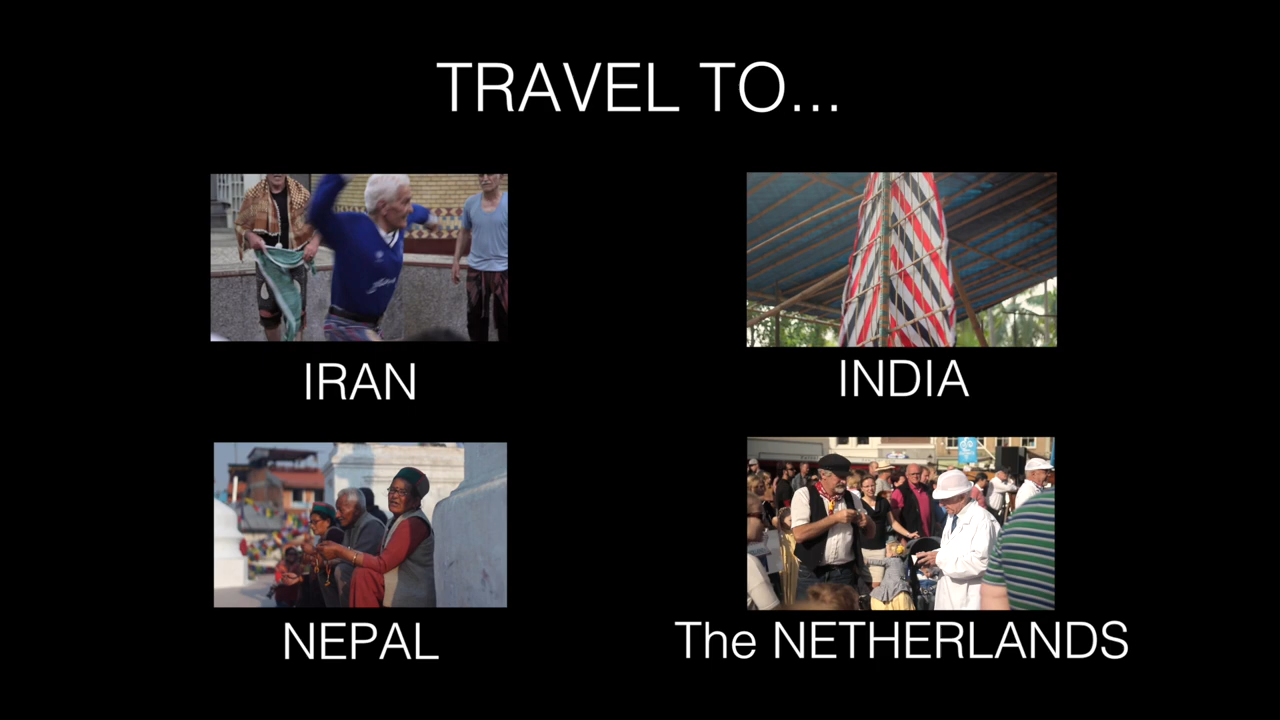 TRAVEL TO...
IRAN
INDIA
NEPAL
The NETHERLANDS